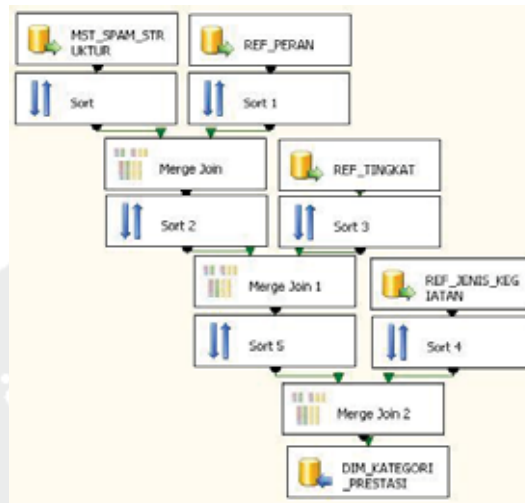 MST_SPAM_STR
UKTUR
REF_PERAN
Sort
Sort 1
Merge Join
REF_TINGKAT
Sort 2
Sort 3
Merge Join 1
REF_JENIS_KEG
IATAN
Sort 5
Sort 4
Merge Join 2
DIM_KATEGORI
_PRESTASI